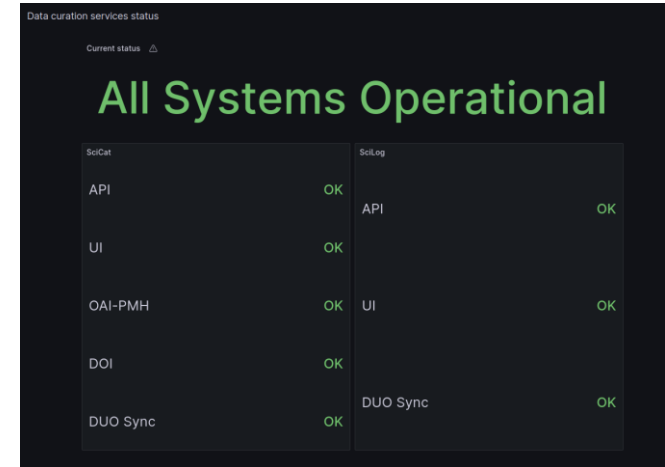 Data curation services status
Current status
All Systems Operational
SciCat
API OK
UI OK
OAI-PMH OK
DOI OK
DUO Sync OK
SciLog
API OK
UI OK
DUO Sync OK